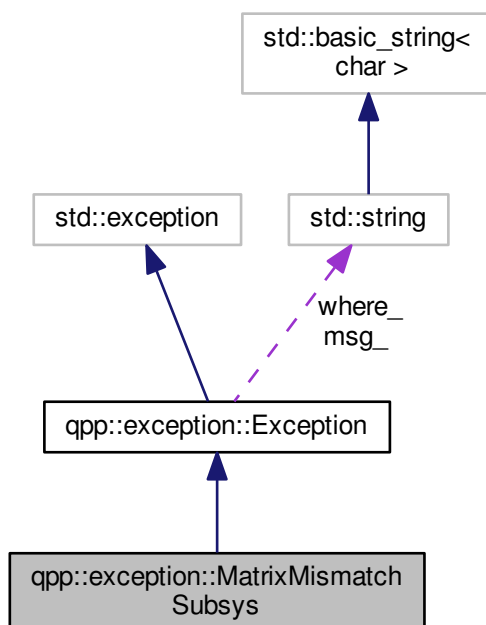 std::basic_string<
char >
std::exception
std::string
where_
msg_
qpp::exception::Exception
qpp::exception::MatrixMismatch
Subsys